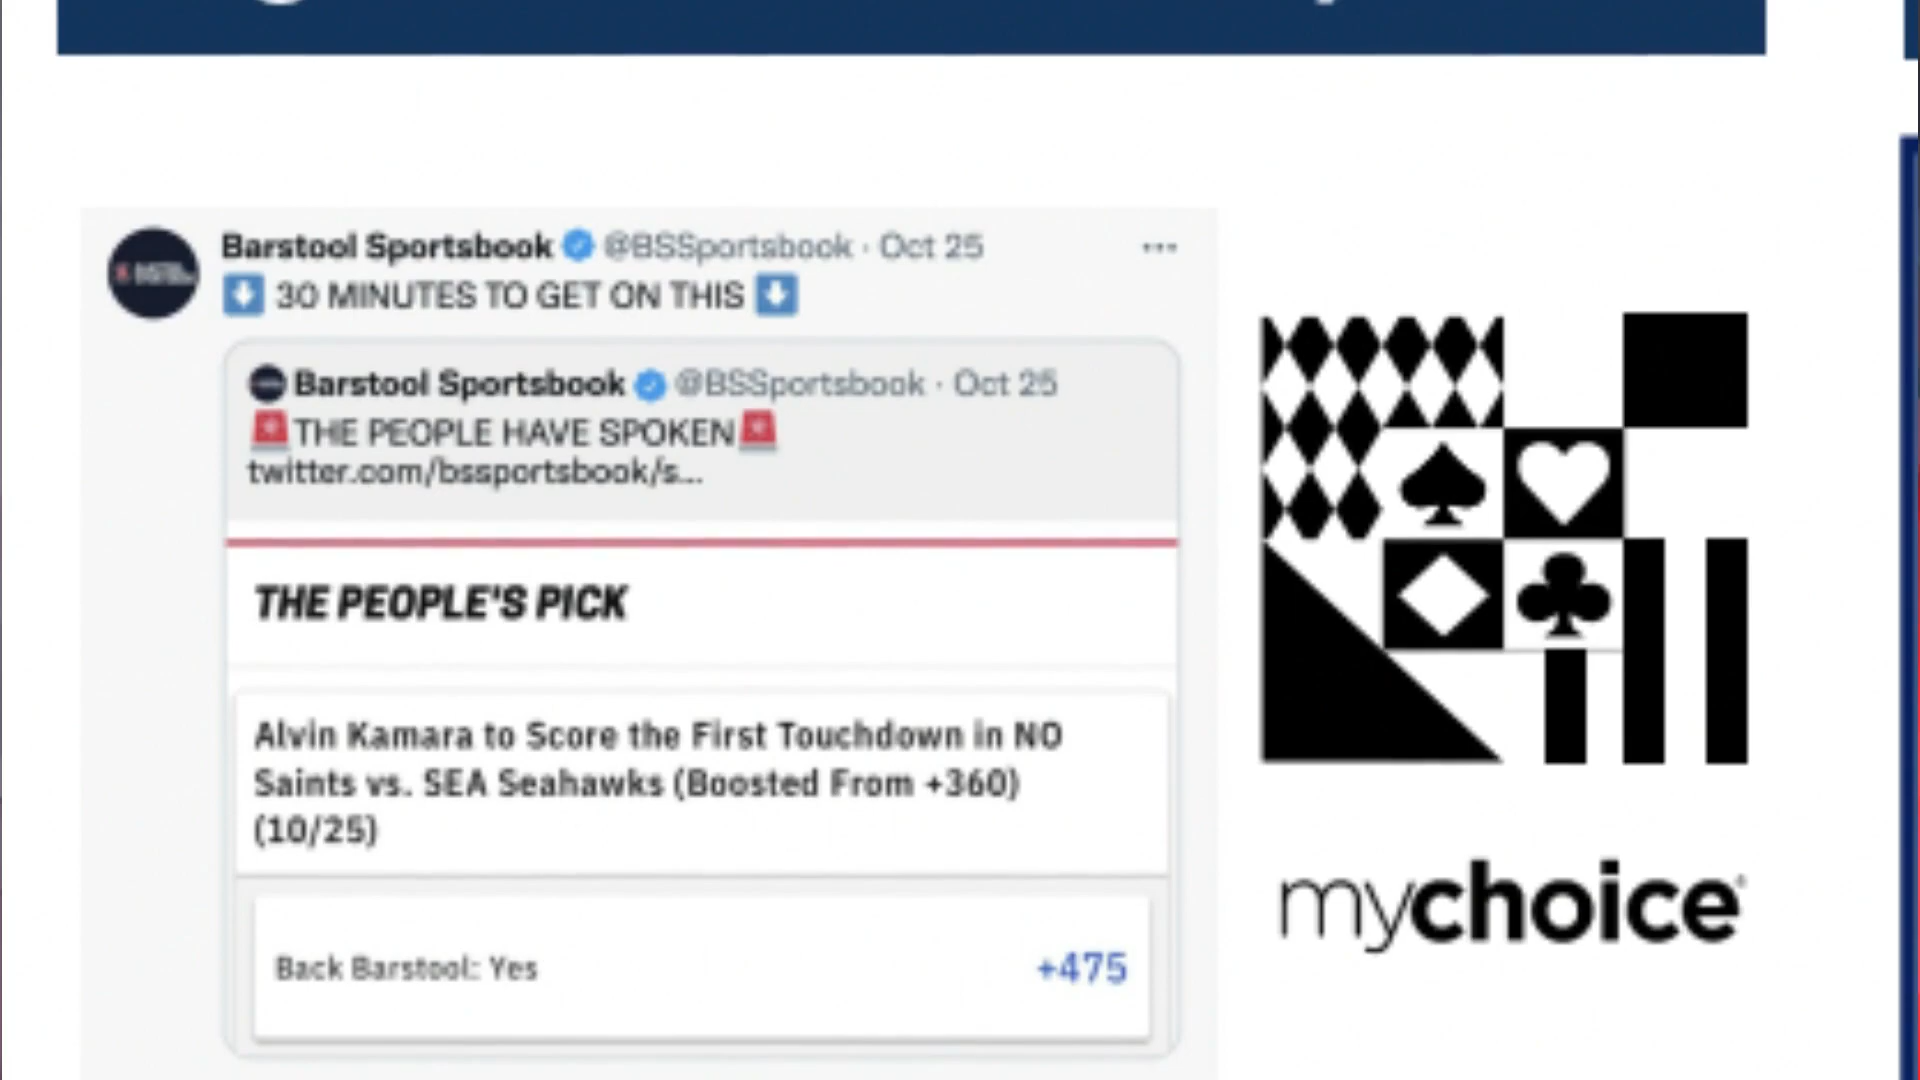 Barstool Sportsbook @BSSportsbook · Oct 25
30 MINUTES TO GET ON THIS
Barstool Sportsbook @BSSportsbook · Oct 25
THE PEOPLE HAVE SPOKEN
twitter.com/bssportsbook/s...
THE PEOPLE'S PICK
Alvin Kamara to Score the First Touchdown in NO
Saints vs. SEA Seahawks (Boosted From +360)
(10/25)
Back Barstool: Yes +475
mychoice